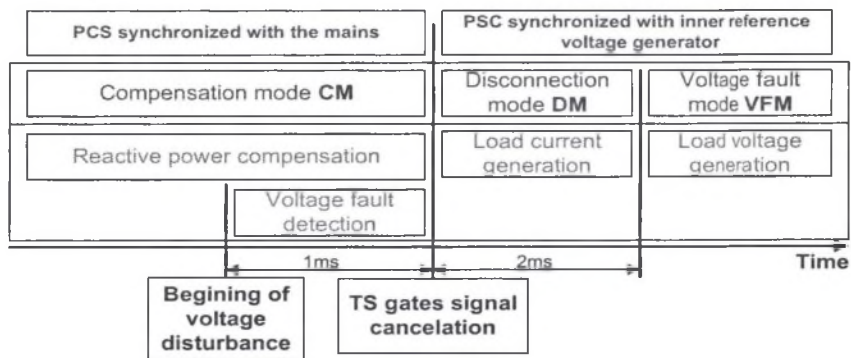 PCS synchronized with the mains
PSC synchronized with inner reference
voltage generator
Compensation mode CM
Disconnection
mode DM
Voltage fault
mode VFM
Reactive power compensation
Load current
generation
Load voltage
generation
Voltage fault
detection
1ms
2ms
Time
Begining of
voltage
disturbance
TS gates signal
cancelation